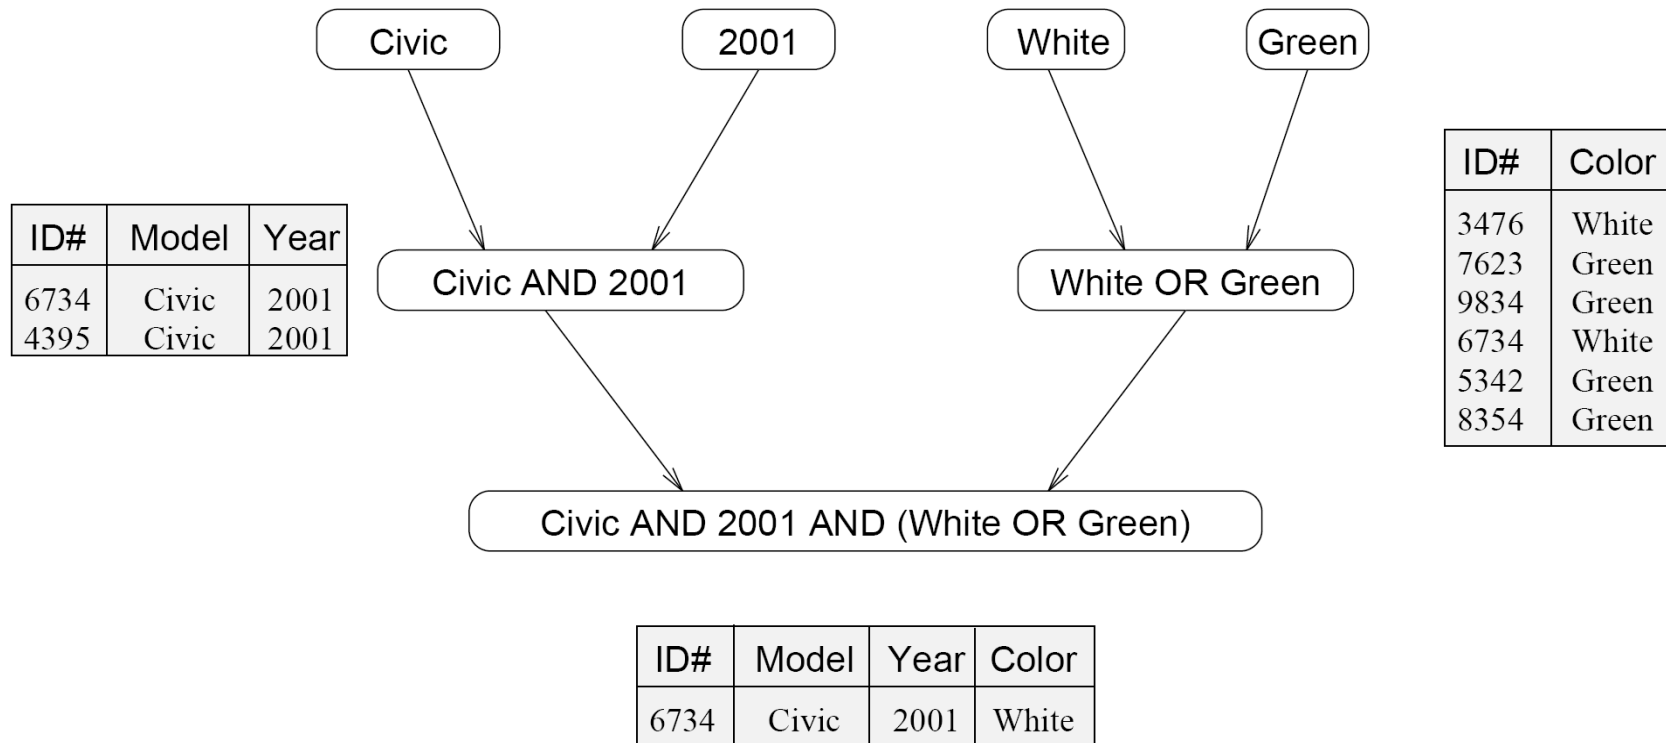 Civic 2001 White Green
ID# Color
3476 White
7623 Green
9834 Green
6734 White
5342 Green
8354 Green
ID# Model Year
6734 Civic 2001
4395 Civic 2001
Civic AND 2001
White OR Green
Civic AND 2001 AND (White OR Green)
ID# Model Year Color
6734 Civic 2001 White